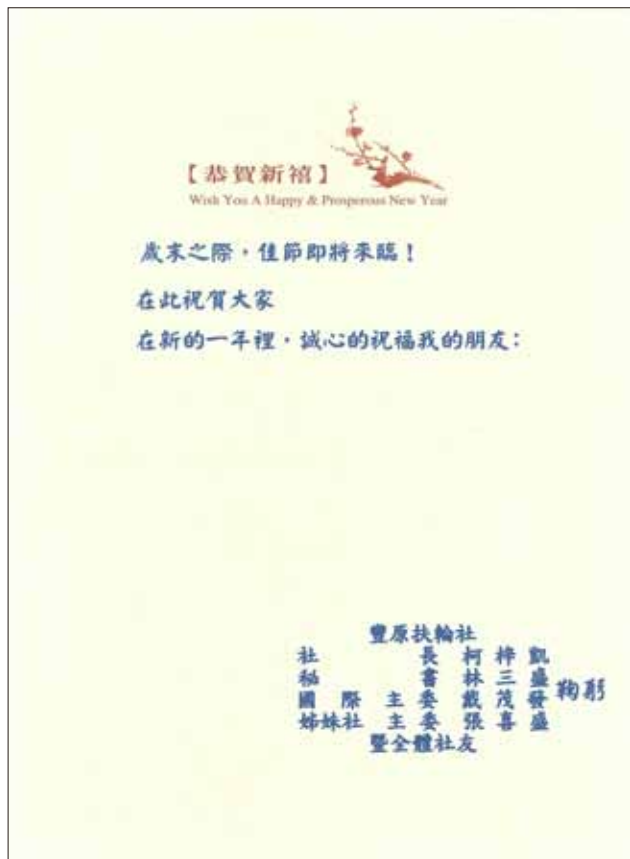 【恭賀新禧】
Wish You A Happy & Prosperous New Year
歲末之際，佳節即將來臨！
在此祝賀大家
在新的一年裡，誠心的祝福我的朋友：
豐原扶輪社
社長 柯梓凱
秘書 林三盛
國際主委 戴茂發
姊妹社主委 張喜盛
暨全體社友
鞠躬